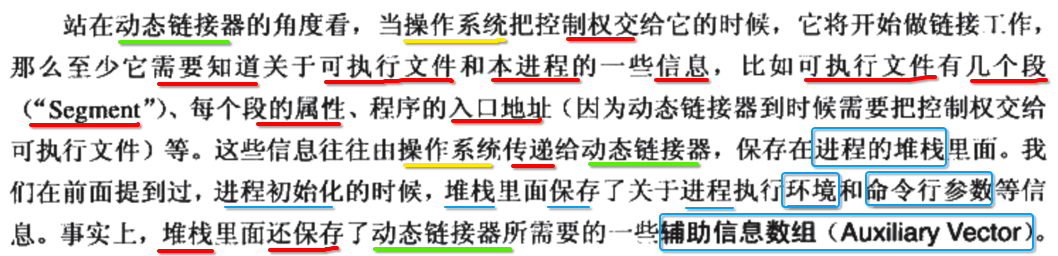 站在动态链接器的角度看，当操作系统把控制权交给它的时候，它将开始做链接工作，
那么至少它需要知道关于可执行文件和本进程的一些信息，比如可执行文件有几个段
（“Segment”）、每个段的属性、程序的入口地址（因为动态链接器到时候需要把控制权交给
可执行文件）等。这些信息往往由操作系统传递给动态链接器，保存在进程的堆栈里面。我
们在前面提到过，进程初始化的时候，堆栈里面保存了关于进程执行环境和命令行参数等信
息。事实上，堆栈里面还保存了动态链接器所需要的一些辅助信息数组（Auxiliary Vector）。